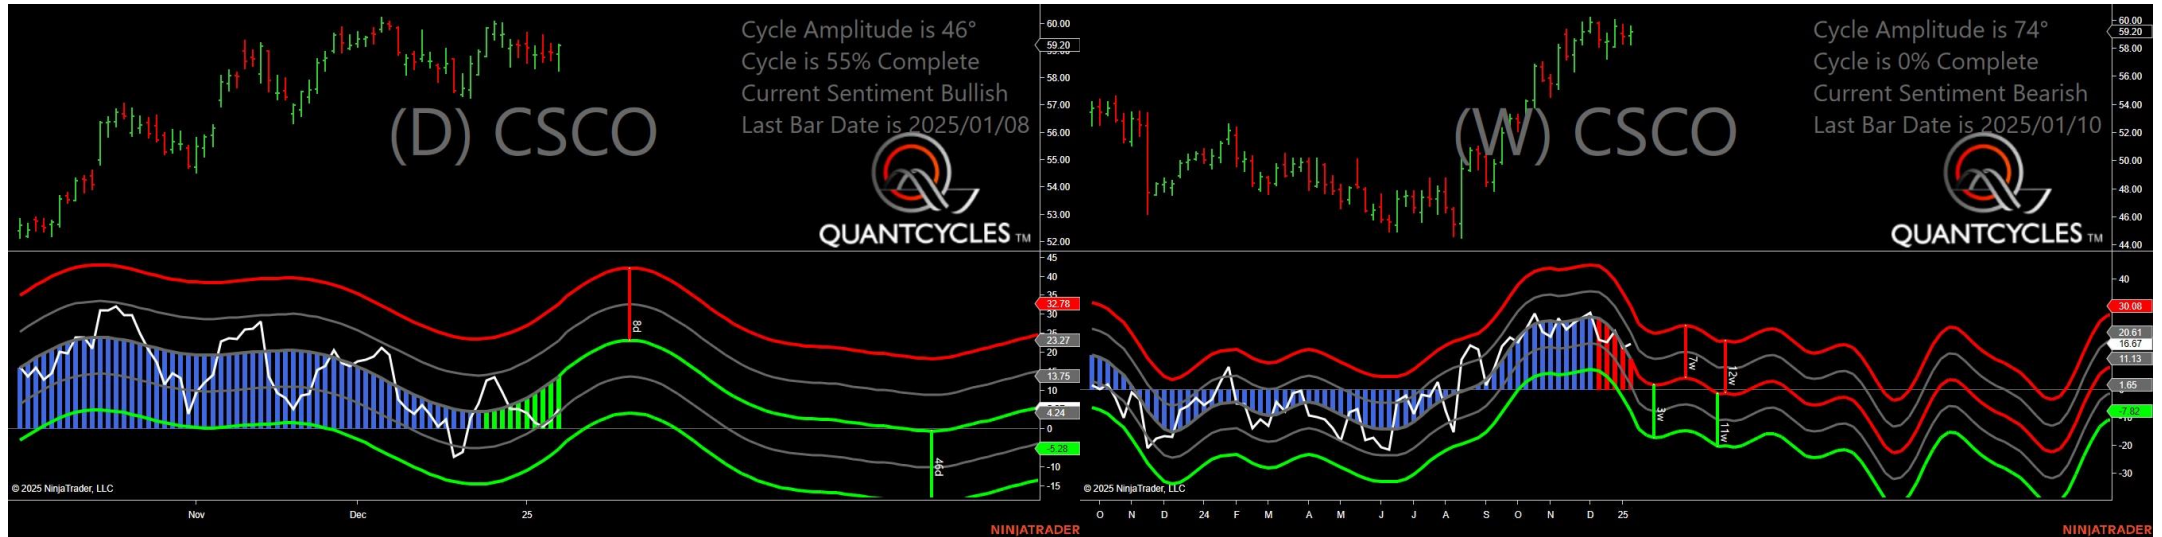 Cycle Amplitude is 46°
Cycle is 55% Complete
Current Sentiment Bullish
Last Bar Date is 2025/01/08
(D) CSCO
QUANTCYCLES TM
60.00
59.20
58.00
57.00
56.00
55.00
54.00
53.00
52.00
45
40
35
32.78
30
25
23.27
20
15
13.75
10
4.24
0
-5.28
-10
-15
8d
46d
© 2025 NinjaTrader, LLC
Nov Dec 25
NINJATRADER
Cycle Amplitude is 74°
Cycle is 0% Complete
Current Sentiment Bearish
Last Bar Date is 2025/01/10
(W) CSCO
QUANTCYCLES TM
60.00
59.20
58.00
56.00
54.00
52.00
50.00
48.00
46.00
44.00
40
30.08
20.61
16.67
11.13
1.65
-7.82
-20
-30
7w
12w
3w
11w
© 2025 NinjaTrader, LLC
O N D 24 F M A M J J A S O N D 25
NINJATRADER